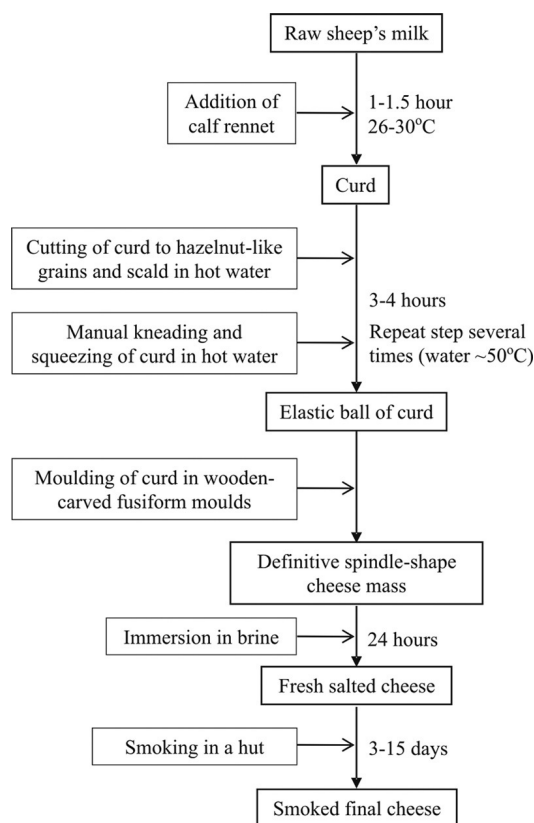 Raw sheep's milk
Addition of
calf rennet
1-1.5 hour
26-30°C
Curd
Cutting of curd to hazelnut-like
grains and scald in hot water
3-4 hours
Manual kneading and
squeezing of curd in hot water
Repeat step several
times (water ~50°C)
Elastic ball of curd
Moulding of curd in wooden-
carved fusiform moulds
Definitive spindle-shape
cheese mass
Immersion in brine
24 hours
Fresh salted cheese
Smoking in a hut
3-15 days
Smoked final cheese